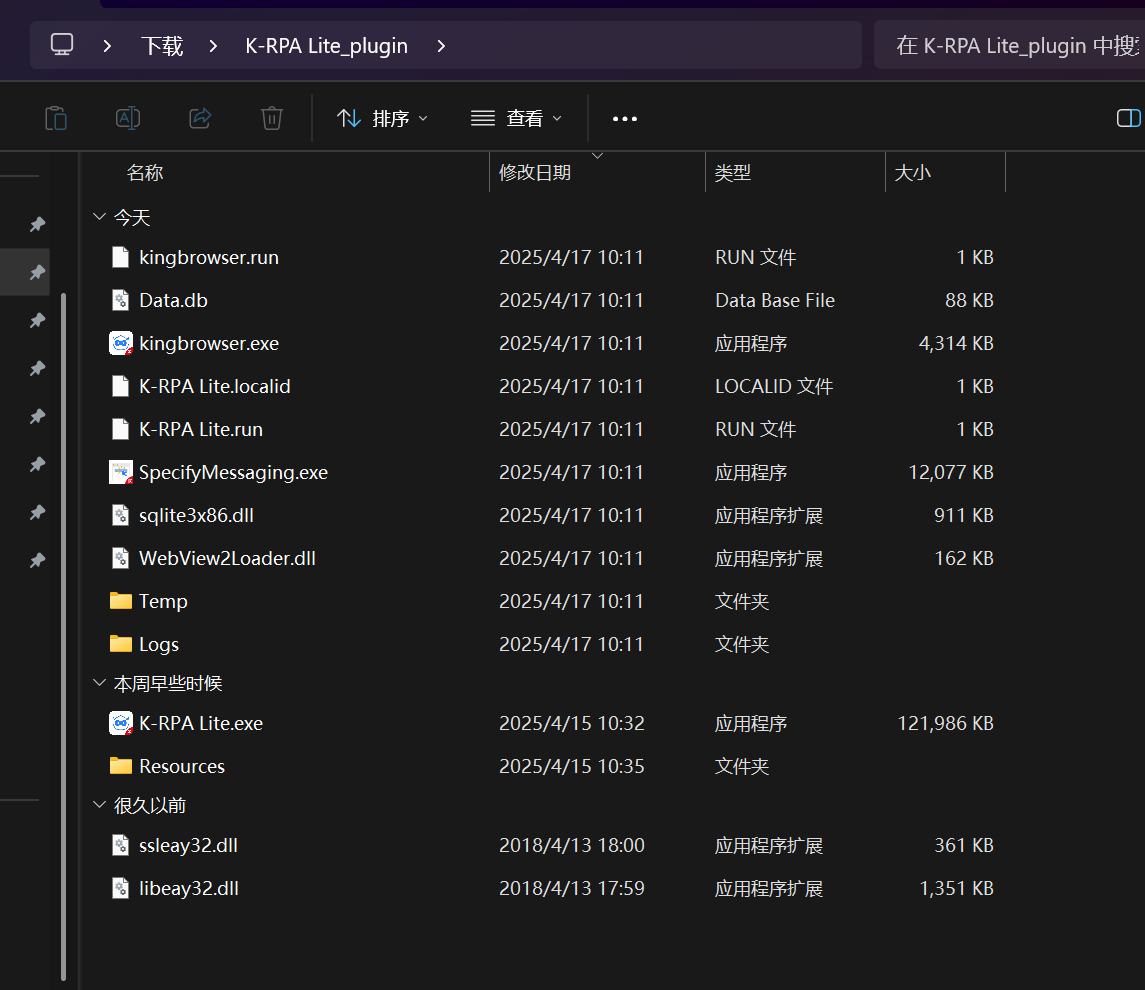 下载 K-RPA Lite_plugin 在 K-RPA Lite_plugin 中搜
排序 查看
名称 修改日期 类型 大小
今天
kingbrowser.run 2025/4/17 10:11 RUN 文件 1 KB
Data.db 2025/4/17 10:11 Data Base File 88 KB
kingbrowser.exe 2025/4/17 10:11 应用程序 4,314 KB
K-RPA Lite.localid 2025/4/17 10:11 LOCALID 文件 1 KB
K-RPA Lite.run 2025/4/17 10:11 RUN 文件 1 KB
SpecifyMessaging.exe 2025/4/17 10:11 应用程序 12,077 KB
sqlite3x86.dll 2025/4/17 10:11 应用程序扩展 911 KB
WebView2Loader.dll 2025/4/17 10:11 应用程序扩展 162 KB
Temp 2025/4/17 10:11 文件夹
Logs 2025/4/17 10:11 文件夹
本周早些时候
K-RPA Lite.exe 2025/4/15 10:32 应用程序 121,986 KB
Resources 2025/4/15 10:35 文件夹
很久以前
ssleay32.dll 2018/4/13 18:00 应用程序扩展 361 KB
libeay32.dll 2018/4/13 17:59 应用程序扩展 1,351 KB